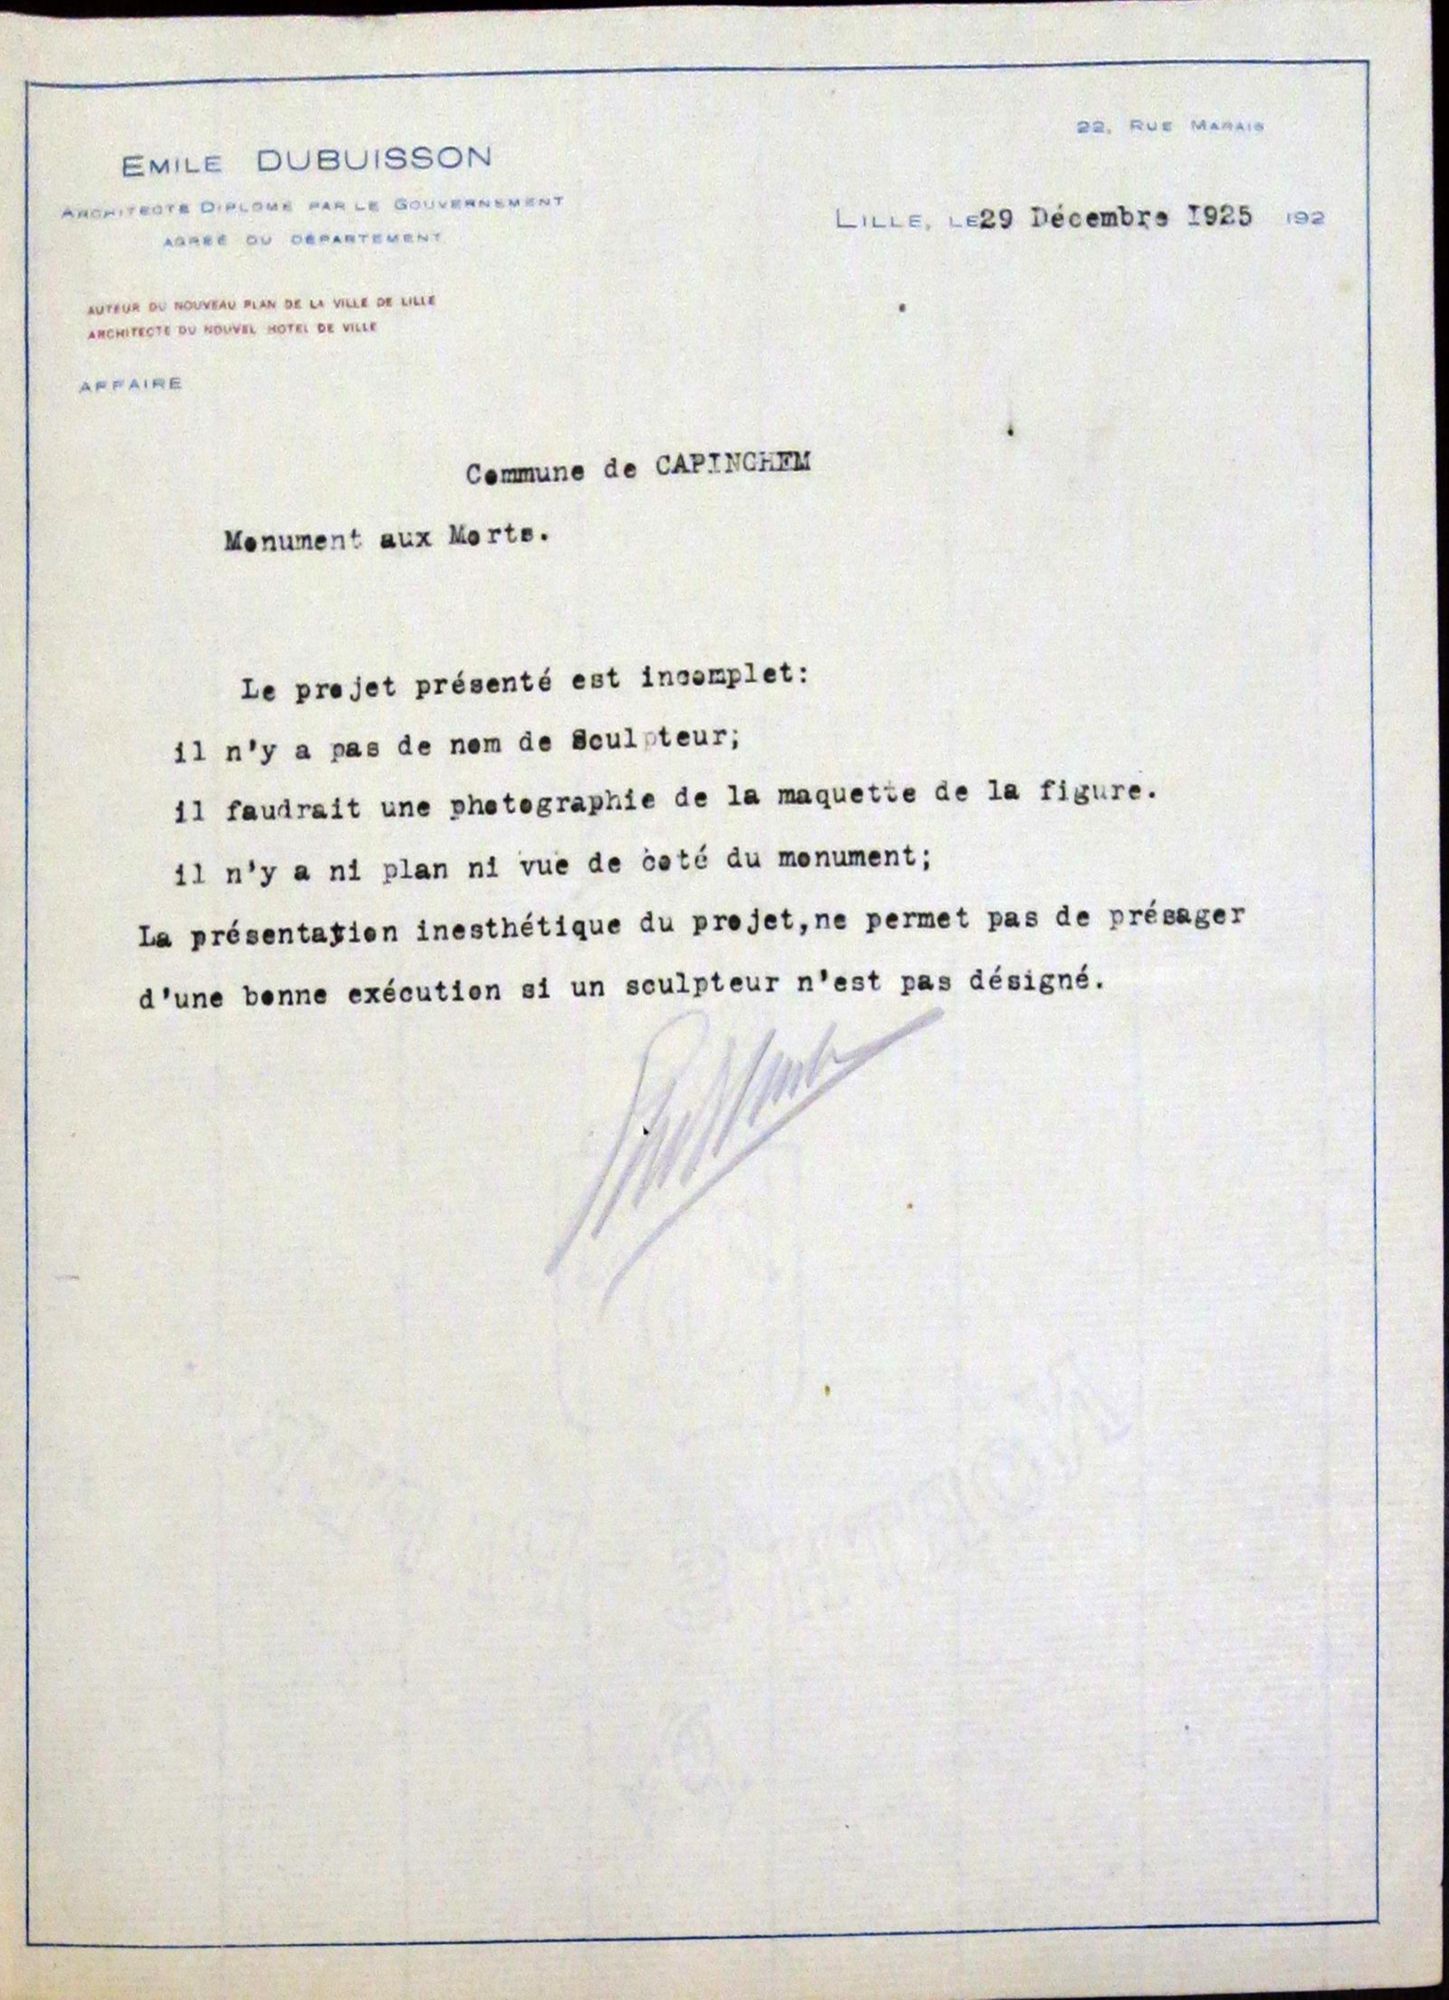 22, RUE MARAIS
EMILE DUBUISSON
ARCHITECTE DIPLOMÉ PAR LE GOUVERNEMENT
AGRÉÉ DU DÉPARTEMENT
LILLE, LE 29 Décembre 1925 192
AUTEUR DU NOUVEAU PLAN DE LA VILLE DE LILLE
ARCHITECTE DU NOUVEL HOTEL DE VILLE
AFFAIRE
Commune de CAPINGHEM
Monument aux Morts.
Le projet présenté est incomplet:
il n'y a pas de nom de Sculpteur;
il faudrait une photographie de la maquette de la figure.
il n'y a ni plan ni vue de coté du monument;
La présentation inesthétique du projet,ne permet pas de présager
d'une bonne exécution si un sculpteur n'est pas désigné.